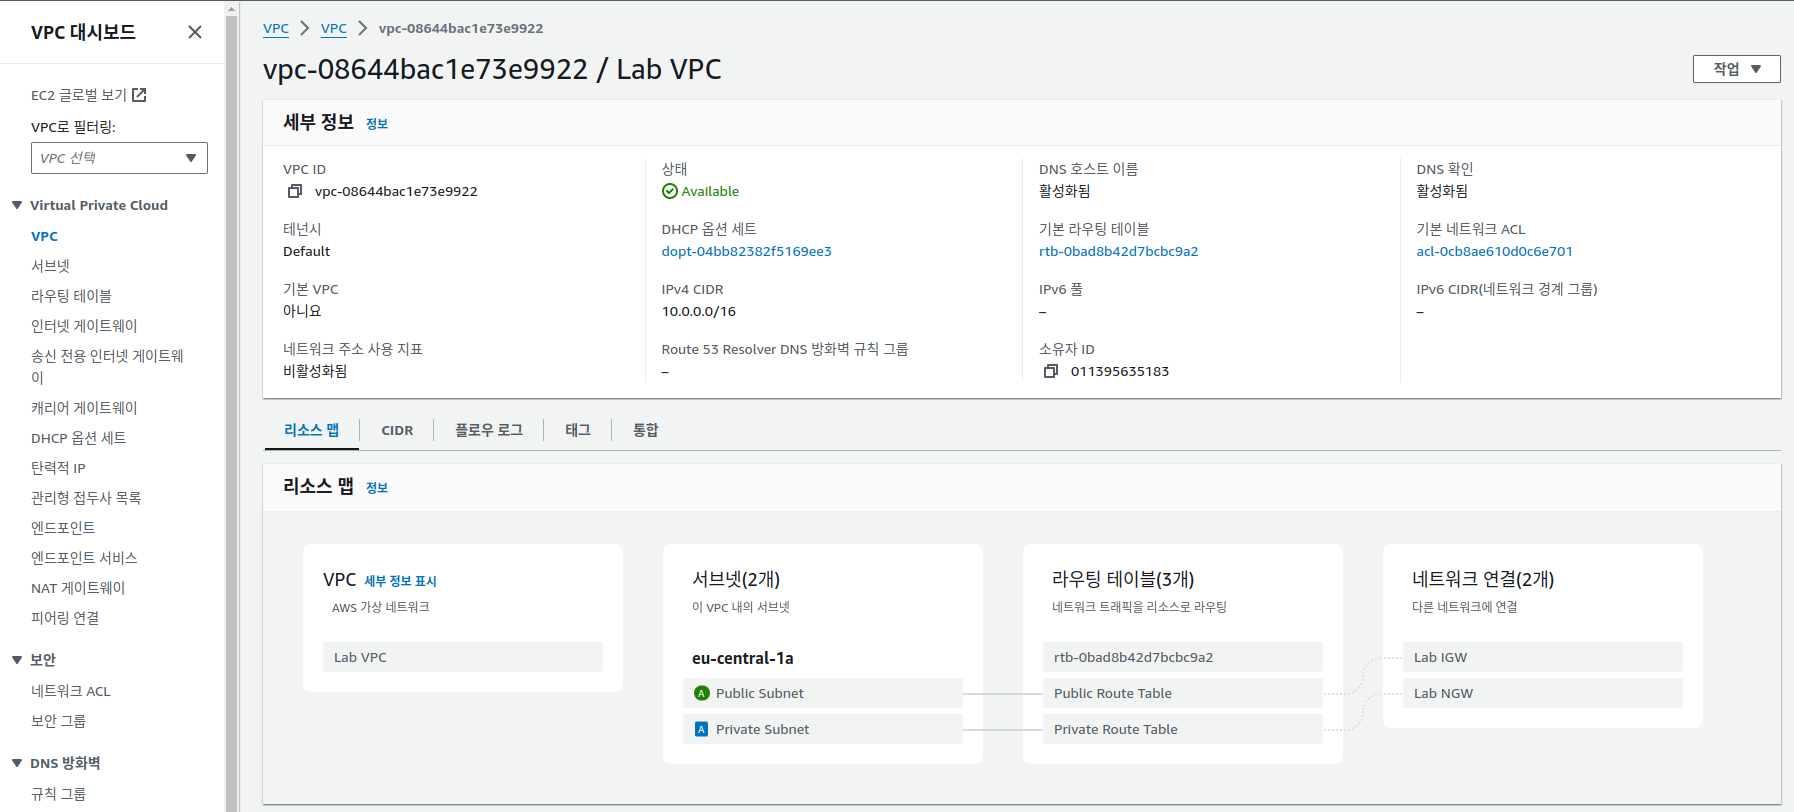 VPC 대시보드
EC2 글로벌 보기
VPC로 필터링:
VPC 선택
Virtual Private Cloud
VPC
서브넷
라우팅 테이블
인터넷 게이트웨이
송신 전용 인터넷 게이트웨
이
캐리어 게이트웨이
DHCP 옵션 세트
탄력적 IP
관리형 접두사 목록
엔드포인트
엔드포인트 서비스
NAT 게이트웨이
피어링 연결
보안
네트워크 ACL
보안 그룹
DNS 방화벽
규칙 그룹
VPC VPC vpc-08644bac1e73e9922
vpc-08644bac1e73e9922 / Lab VPC
작업
세부 정보 정보
VPC ID
vpc-08644bac1e73e9922
상태
Available
DNS 호스트 이름
활성화됨
DNS 확인
활성화됨
테넌시
Default
DHCP 옵션 세트
dopt-04bb82382f5169ee3
기본 라우팅 테이블
rtb-0bad8b42d7bcbc9a2
기본 네트워크 ACL
acl-0cb8ae610d0c6e701
기본 VPC
아니요
IPv4 CIDR
10.0.0.0/16
IPv6 풀
–
IPv6 CIDR(네트워크 경계 그룹)
–
네트워크 주소 사용 지표
비활성화됨
Route 53 Resolver DNS 방화벽 규칙 그룹
–
소유자 ID
011395635183
리소스 맵 CIDR 플로우 로그 태그 통합
리소스 맵 정보
VPC 세부 정보 표시
AWS 가상 네트워크
Lab VPC
서브넷(2개)
이 VPC 내의 서브넷
eu-central-1a
A Public Subnet
A Private Subnet
라우팅 테이블(3개)
네트워크 트래픽을 리소스로 라우팅
rtb-0bad8b42d7bcbc9a2
Public Route Table
Private Route Table
네트워크 연결(2개)
다른 네트워크에 연결
Lab IGW
Lab NGW